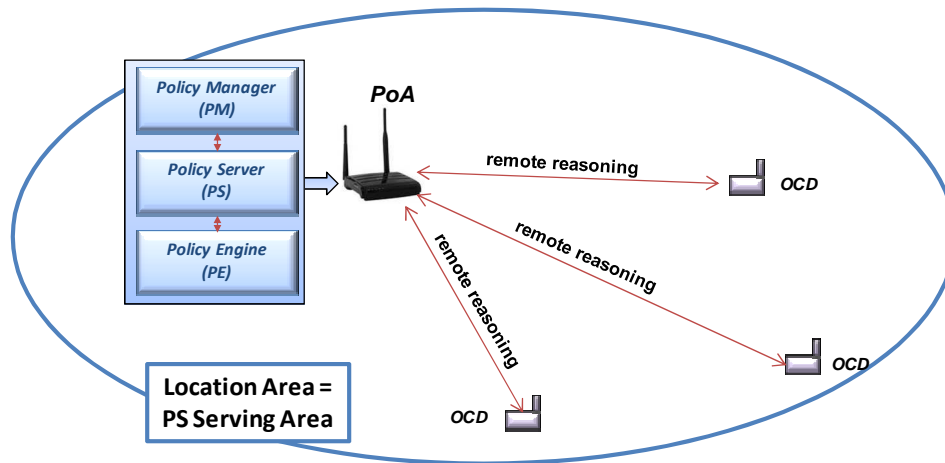 Policy Manager
(PM)
PoA
Policy Server
(PS)
remote reasoning
OCD
Policy Engine
(PE)
remote reasoning
remote reasoning
OCD
Location Area =
PS Serving Area
OCD